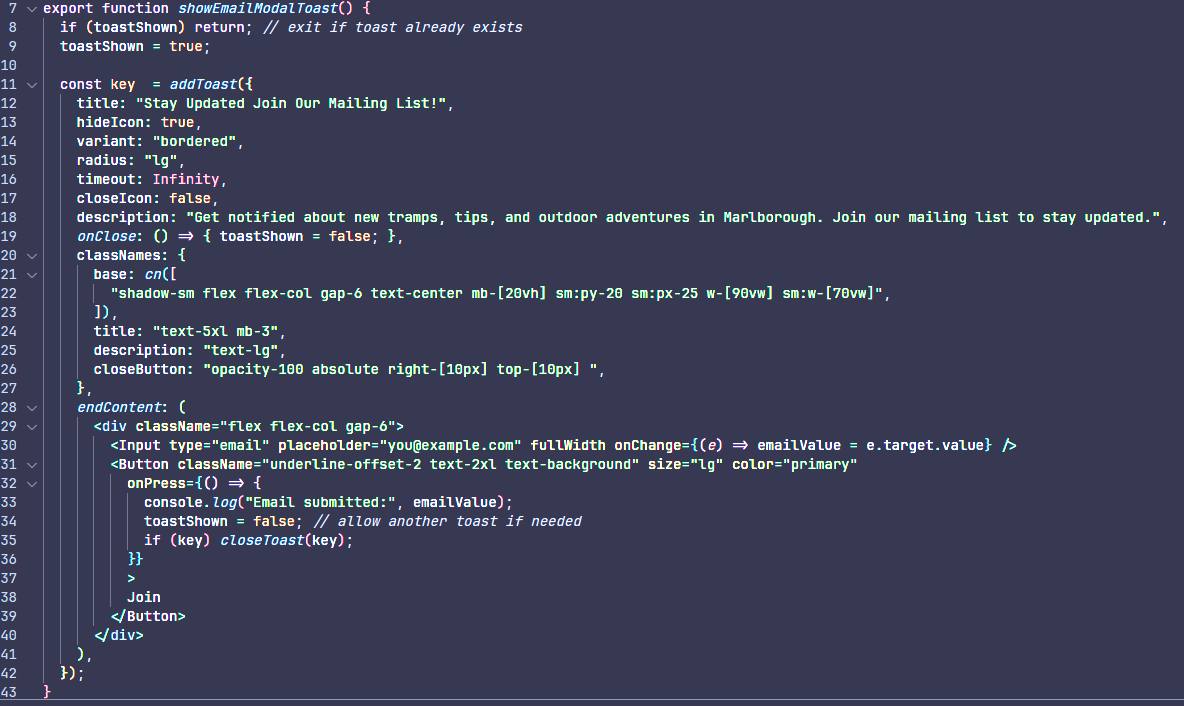 7 export function showEmailModalToast() {
8 if (toastShown) return; // exit if toast already exists
9 toastShown = true;
10
11 const key  = addToast({
12 title: "Stay Updated Join Our Mailing List!",
13 hideIcon: true,
14 variant: "bordered",
15 radius: "lg",
16 timeout: Infinity,
17 closeIcon: false,
18 description: "Get notified about new tramps, tips, and outdoor adventures in Marlborough. Join our mailing list to stay updated.",
19 onClose: () => { toastShown = false; },
20 classNames: {
21 base: cn([
22 "shadow-sm flex flex-col gap-6 text-center mb-[20vh] sm:py-20 sm:px-25 w-[90vw] sm:w-[70vw]",
23 ]),
24 title: "text-5xl mb-3",
25 description: "text-lg",
26 closeButton: "opacity-100 absolute right-[10px] top-[10px] ",
27 },
28 endContent: (
29 <div className="flex flex-col gap-6">
30 <Input type="email" placeholder="you@example.com" fullWidth onChange={(e) => emailValue = e.target.value} />
31 <Button className="underline-offset-2 text-2xl text-background" size="lg" color="primary"
32 onPress={() => {
33 console.log("Email submitted:", emailValue);
34 toastShown = false; // allow another toast if needed
35 if (key) closeToast(key);
36 }}
37 >
38 Join
39 </Button>
40 </div>
41 ),
42 });
43 }